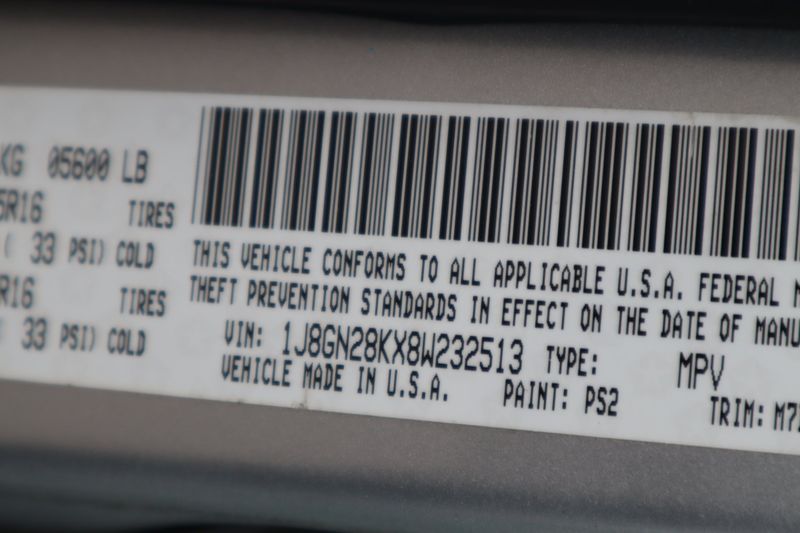 KG 05600 LB
5R16 TIRES
( 33 PSI) COLD
R16 TIRES
( 33 PSI) COLD
THIS VEHICLE CONFORMS TO ALL APPLICABLE U.S.A. FEDERAL M
THEFT PREVENTION STANDARDS IN EFFECT ON THE DATE OF MANU
VIN: 1J8GN28KX8W232513 TYPE: MPV
VEHICLE MADE IN U.S.A. PAINT: PS2 TRIM: M7